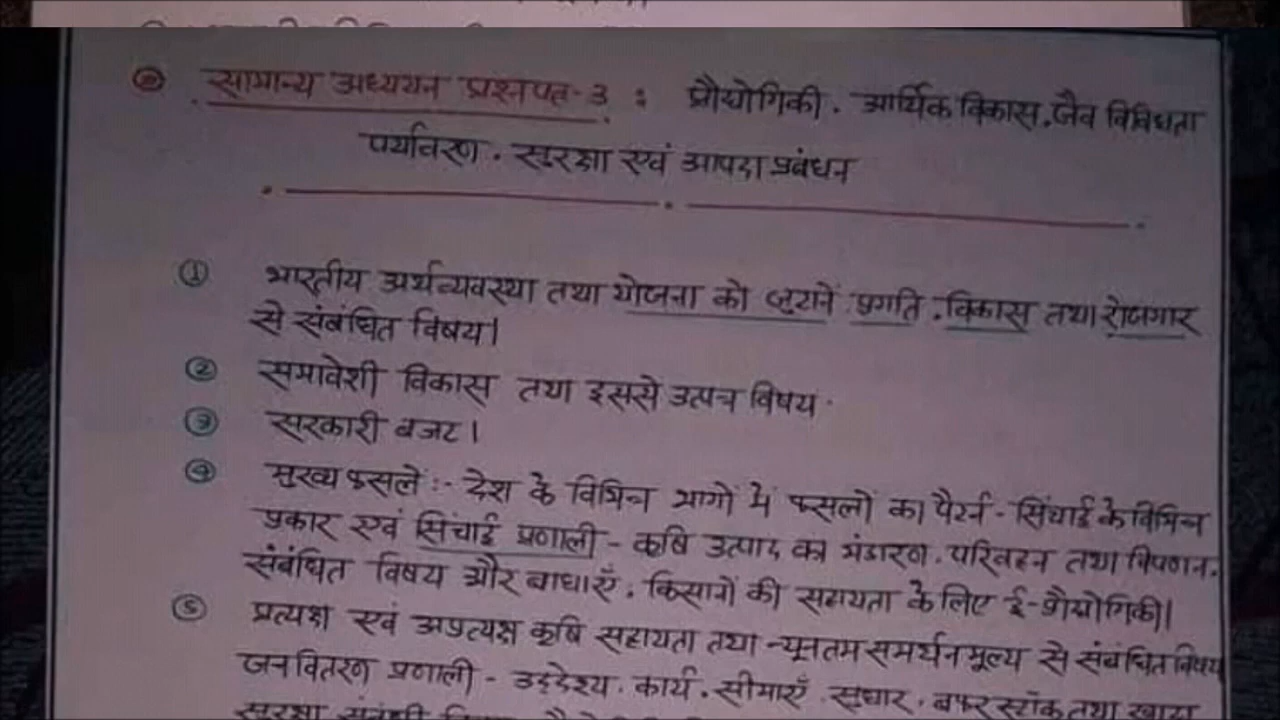 सामान्य अध्ययन प्रश्नपत्र-3 : प्रौद्योगिकी. आर्थिक विकास. जैव विविधता
पर्यावरण. सुरक्षा एवं आपदा प्रबंधन
① भारतीय अर्थव्यवस्था तथा योजना को जुटाने प्रगति. विकास तथा रोजगार
से संबंधित विषय।
② समावेशी विकास तथा इससे उत्पन्न विषय.
③ सरकारी बजट।
④ मुख्य फसलें :- देश के विभिन्न भागों में फसलों का पैटर्न - सिंचाई के विभिन्न
प्रकार एवं सिंचाई प्रणाली - कृषि उत्पाद का भंडारण. परिवहन तथा विपणन.
संबंधित विषय और बाधाएँ. किसानों की सहायता के लिए ई-प्रौद्योगिकी।
⑤ प्रत्यक्ष एवं अप्रत्यक्ष कृषि सहायता तथा न्यूनतम समर्थन मूल्य से संबंधित विषय
जन वितरण प्रणाली - उद्देश्य. कार्य. सीमाएँ. सुधार. बफर स्टॉक तथा खाद्य
सुरक्षा संबंधी